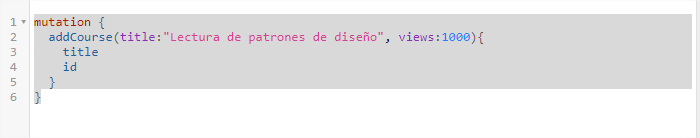 1 mutation {
2 addCourse(title:"Lectura de patrones de diseño", views:1000){
3 title
4 id
5 }
6 }